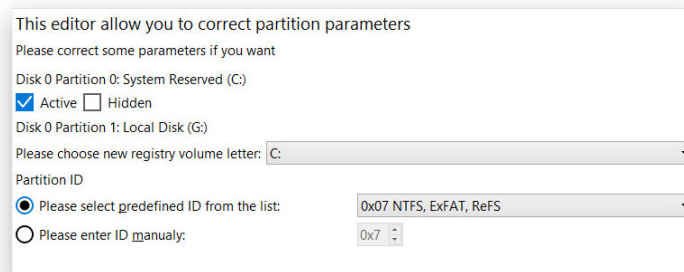 This editor allow you to correct partition parameters
Please correct some parameters if you want
Disk 0 Partition 0: System Reserved (C:)
Active Hidden
Disk 0 Partition 1: Local Disk (G:)
Please choose new registry volume letter: C:
Partition ID
Please select predefined ID from the list: 0x07 NTFS, ExFAT, ReFS
Please enter ID manualy: 0x7